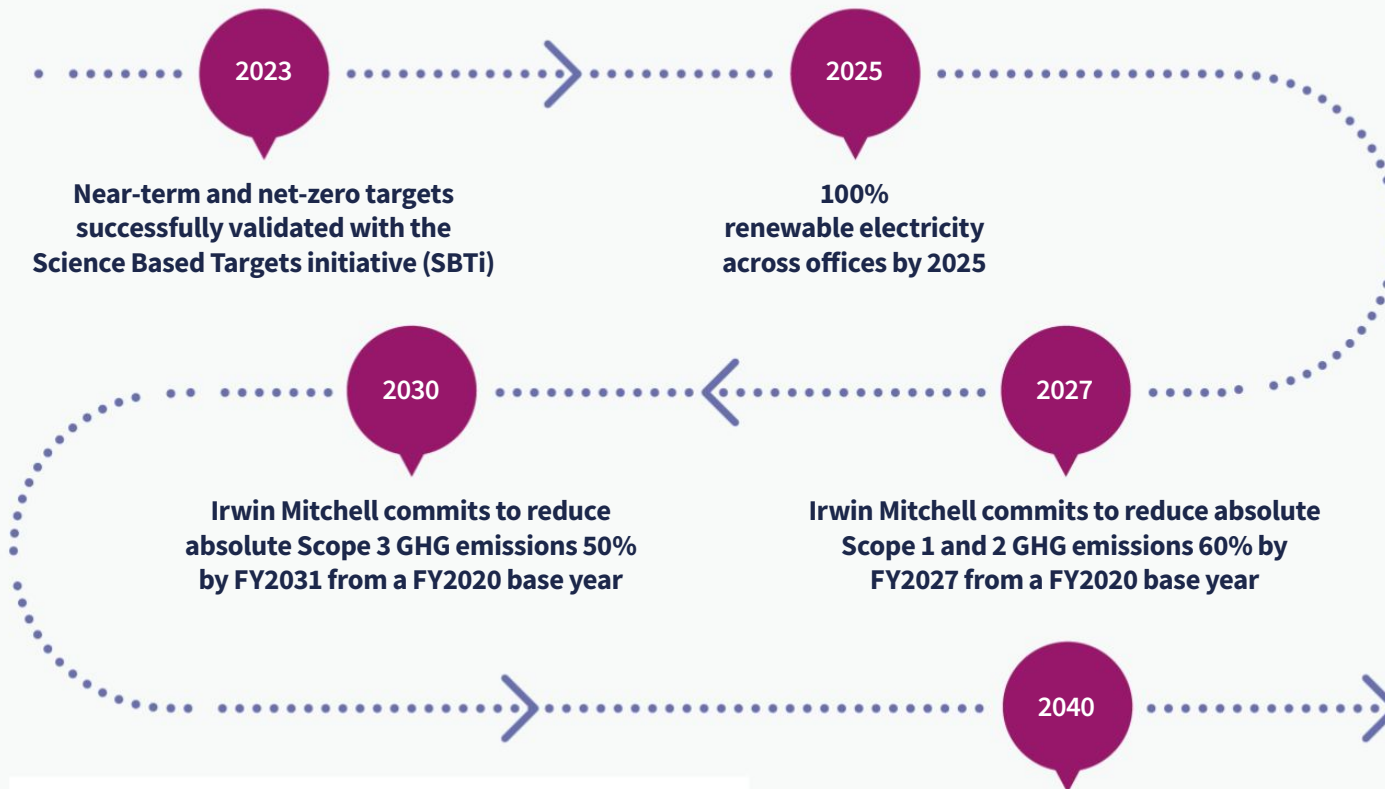 2023
2025
Near-term and net-zero targets
successfully validated with the
Science Based Targets initiative (SBTi)
100%
renewable electricity
across offices by 2025
2030
2027
Irwin Mitchell commits to reduce
absolute Scope 3 GHG emissions 50%
by FY2031 from a FY2020 base year
Irwin Mitchell commits to reduce absolute
Scope 1 and 2 GHG emissions 60% by
FY2027 from a FY2020 base year
2040